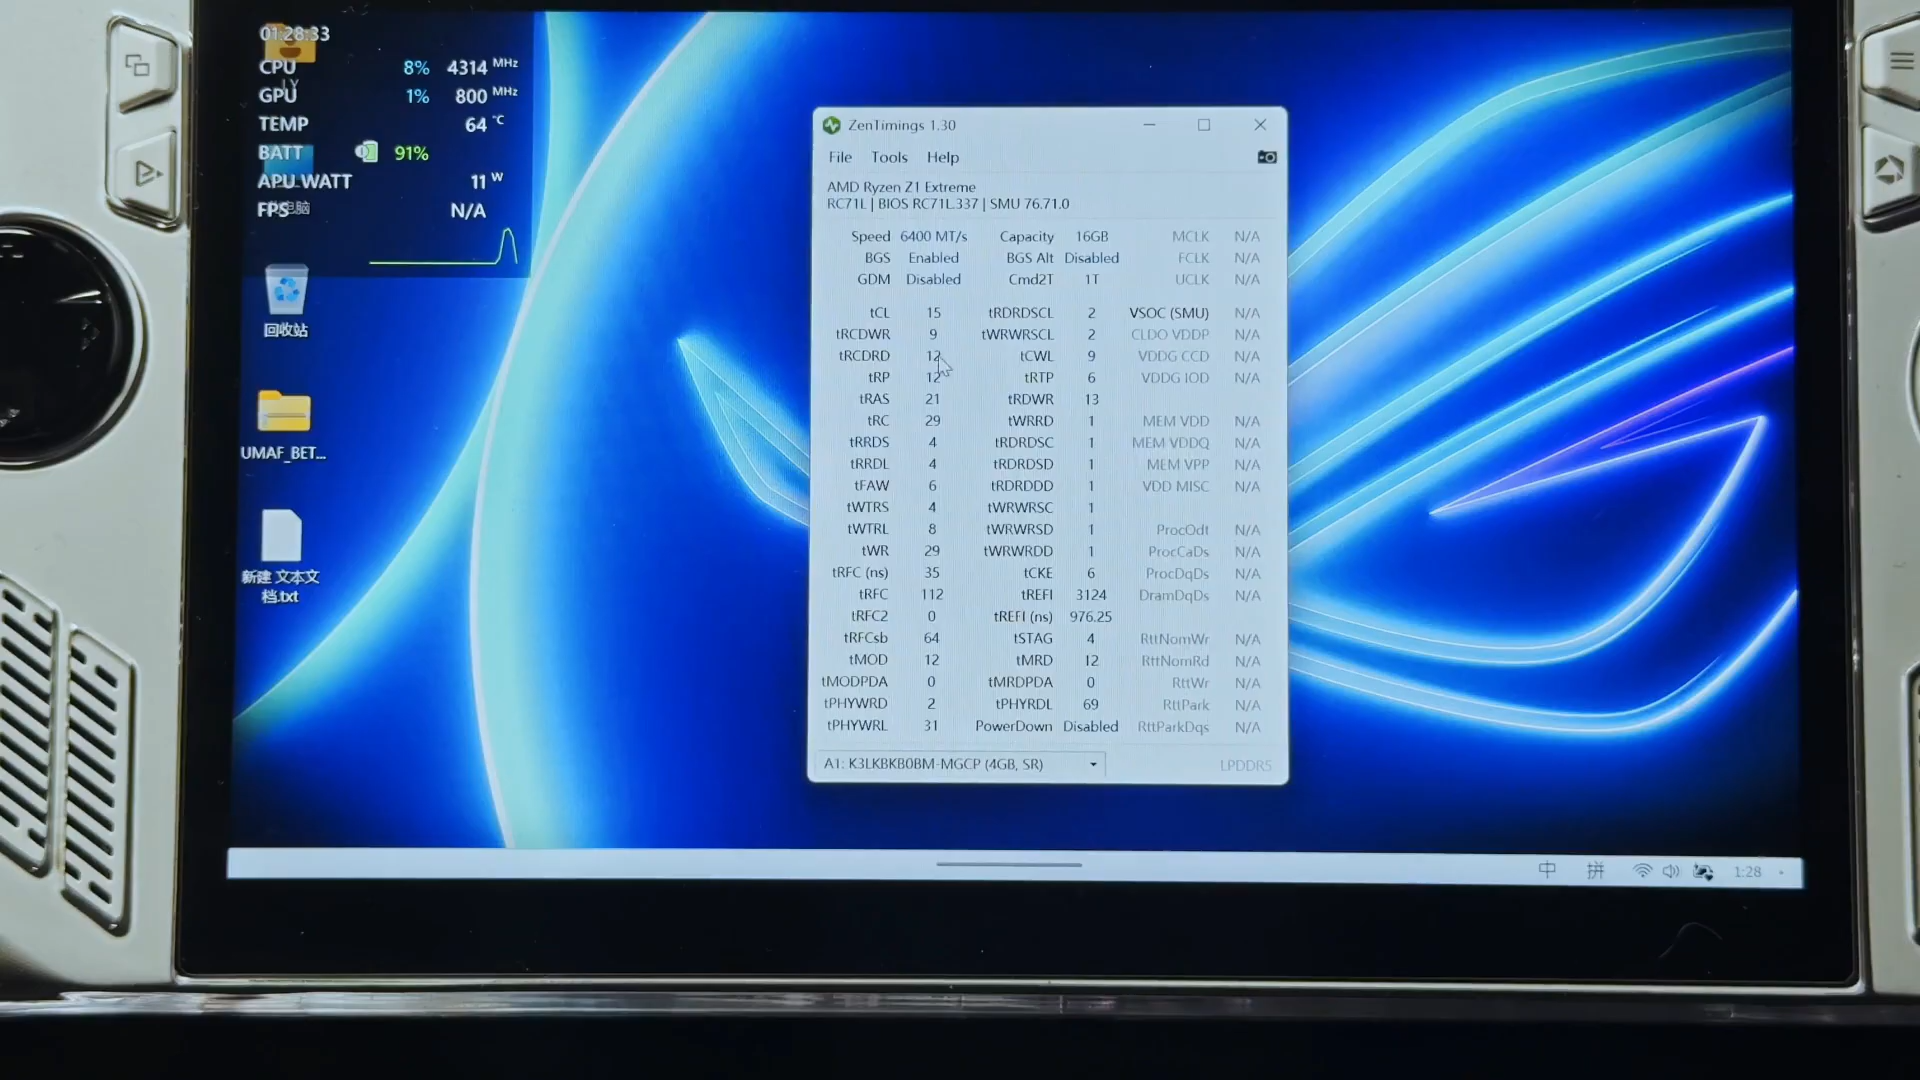 01:28:33
CPU 8% 4314 MHz
GPU 1% 800 MHz
TEMP 64 °C
BATT 91%
APU WATT 11 W
FPS N/A
回收站
UMAF_BET...
新建 文本文
档.txt
ZenTimings 1.30
File Tools Help
AMD Ryzen Z1 Extreme
RC71L | BIOS RC71L.337 | SMU 76.71.0
Speed 6400 MT/s Capacity 16GB MCLK N/A
BGS Enabled BGS Alt Disabled FCLK N/A
GDM Disabled Cmd2T 1T UCLK N/A
tCL 15 tRDRDSCL 2 VSOC (SMU) N/A
tRCDWR 9 tWRWRSCL 2 CLDO VDDP N/A
tRCDRD 12 tCWL 9 VDDG CCD N/A
tRP 12 tRTP 6 VDDG IOD N/A
tRAS 21 tRDWR 13
tRC 29 tWRRD 1 MEM VDD N/A
tRRDS 4 tRDRDSC 1 MEM VDDQ N/A
tRRDL 4 tRDRDSD 1 MEM VPP N/A
tFAW 6 tRDRDDD 1 VDD MISC N/A
tWTRS 4 tWRWRSC 1
tWTRL 8 tWRWRSD 1 ProcOdt N/A
tWR 29 tWRWRDD 1 ProcCaDs N/A
tRFC (ns) 35 tCKE 6 ProcDqDs N/A
tRFC 112 tREFI 3124 DramDqDs N/A
tRFC2 0 tREFI (ns) 976.25
tRFCsb 64 tSTAG 4 RttNomWr N/A
tMOD 12 tMRD 12 RttNomRd N/A
tMODPDA 0 tMRDPDA 0 RttWr N/A
tPHYWRD 2 tPHYRDL 69 RttPark N/A
tPHYWRL 31 PowerDown Disabled RttParkDqs N/A
A1: K3LKBKB0BM-MGCP (4GB, SR) LPDDR5
中 拼 1:28